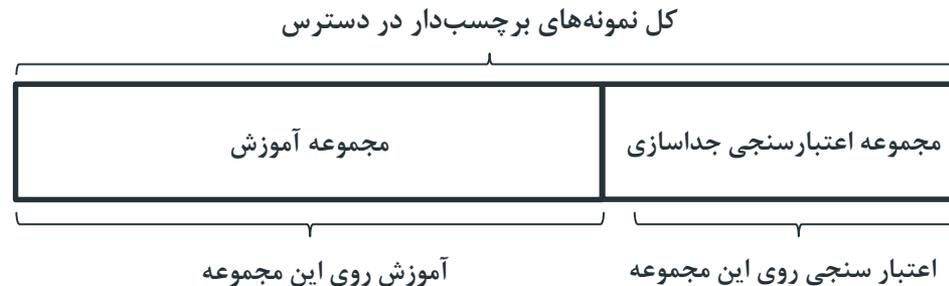 کل نمونه‌های برچسب‌دار در دسترس
مجموعه اعتبارسنجی جداسازی
مجموعه آموزش
اعتبار سنجی روی این مجموعه
آموزش روی این مجموعه